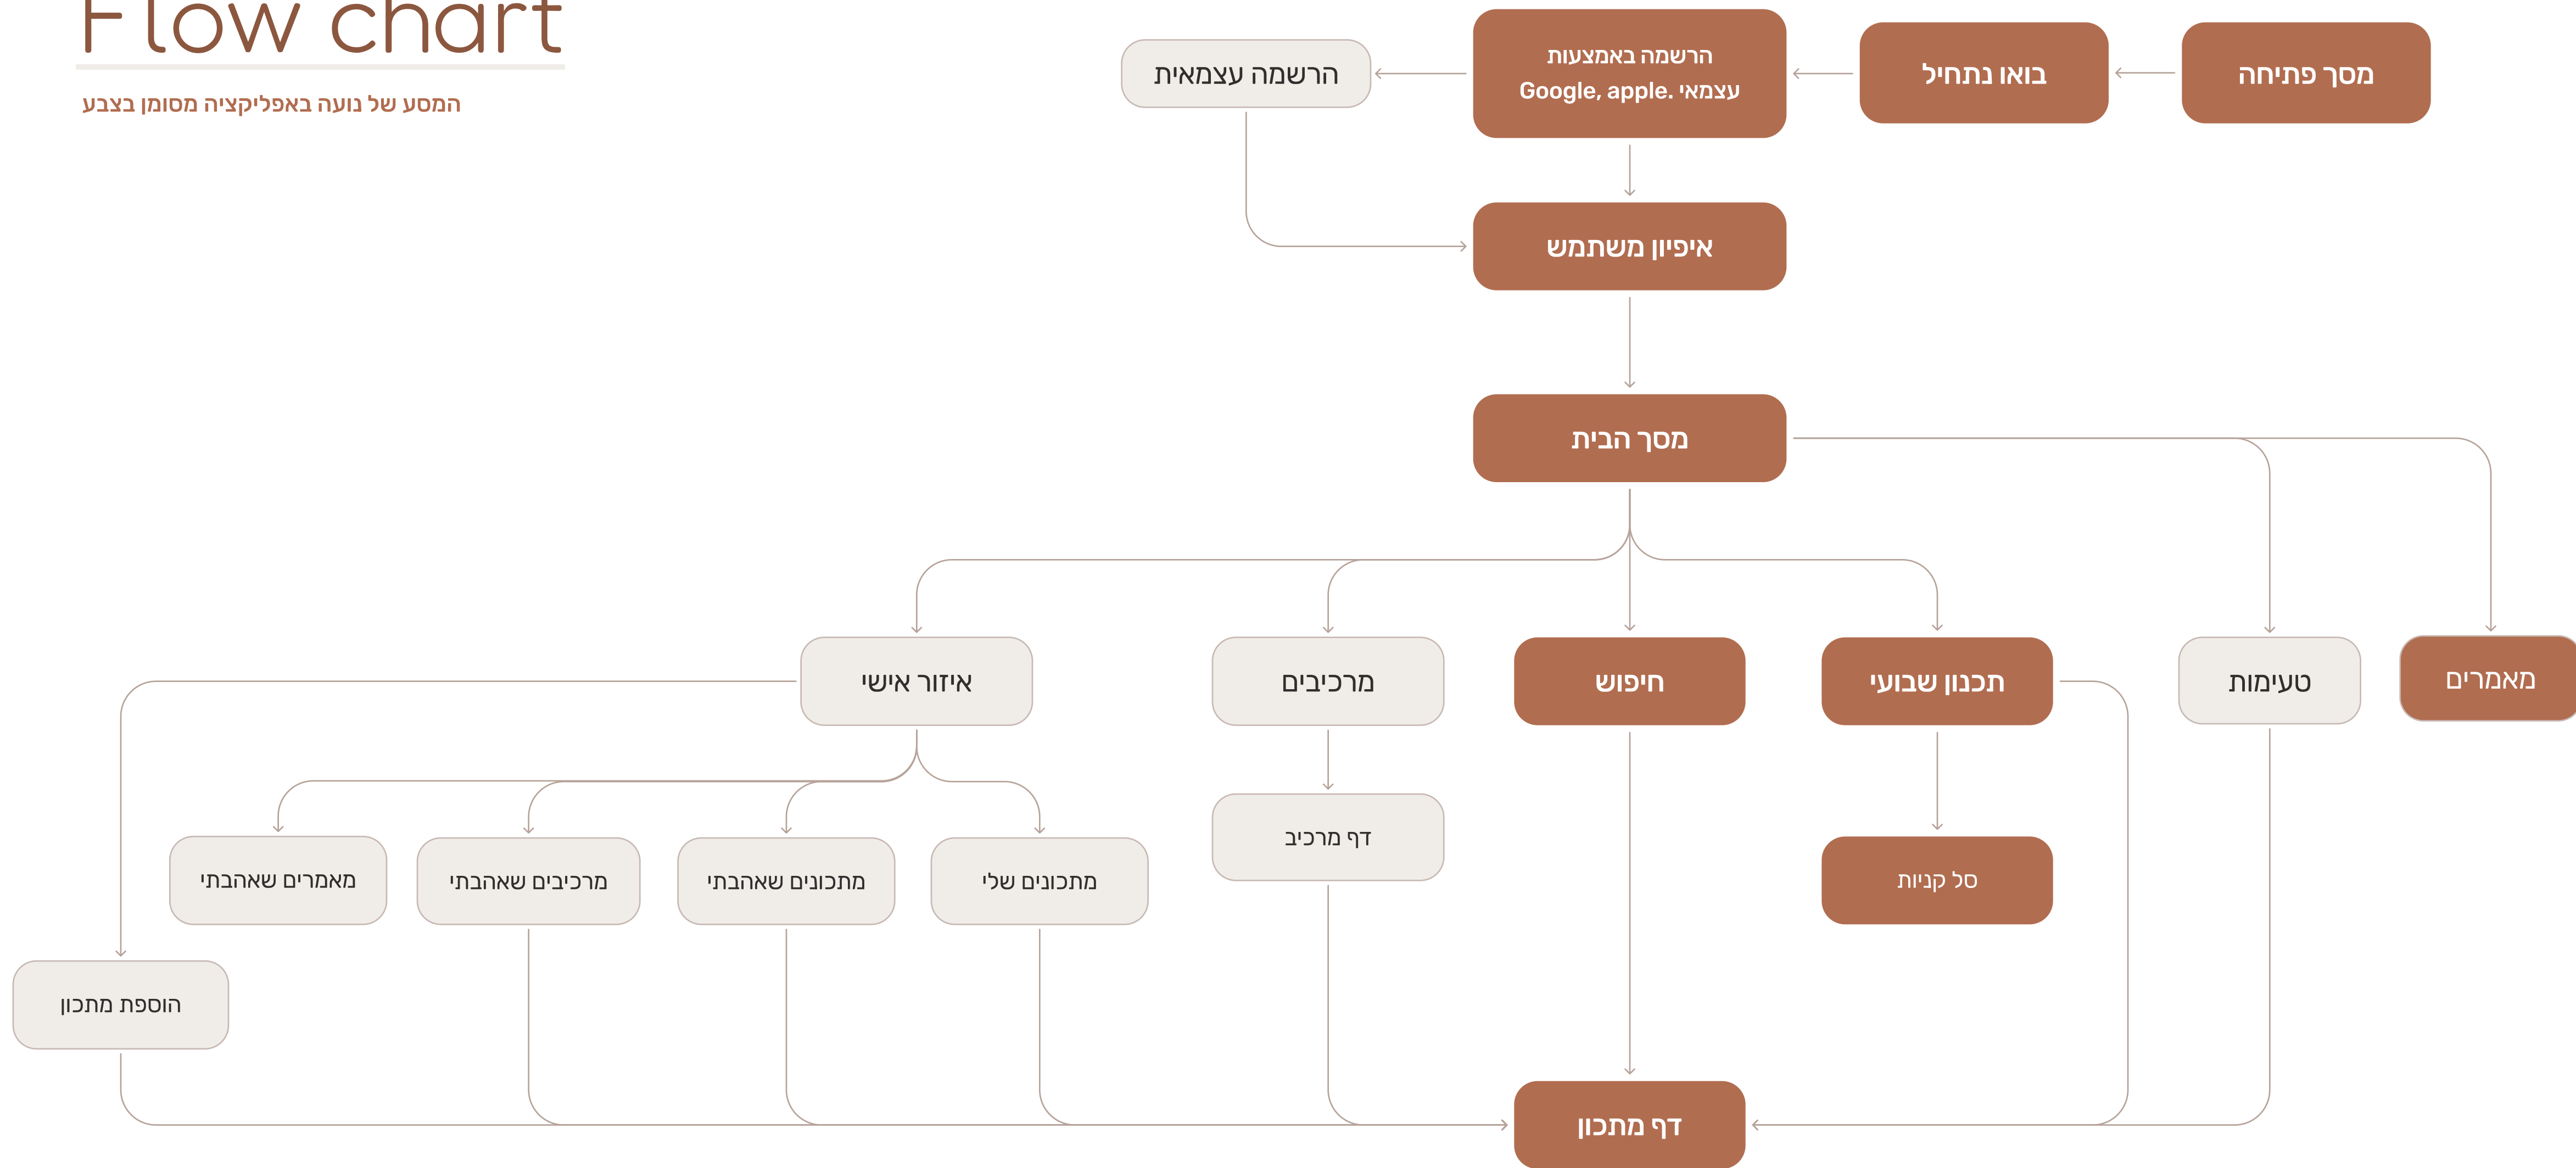 Flow chart
המסע של נועה באפליקציה מסומן בצבע
מסך פתיחה
בואו נתחיל
הרשמה באמצעות
Google, apple. עצמאי
הרשמה עצמאית
איפיון משתמש
מסך הבית
מאמרים
טעימות
תכנון שבועי
חיפוש
מרכיבים
איזור אישי
סל קניות
דף מרכיב
מתכונים שלי
מתכונים שאהבתי
מרכיבים שאהבתי
מאמרים שאהבתי
הוספת מתכון
דף מתכון